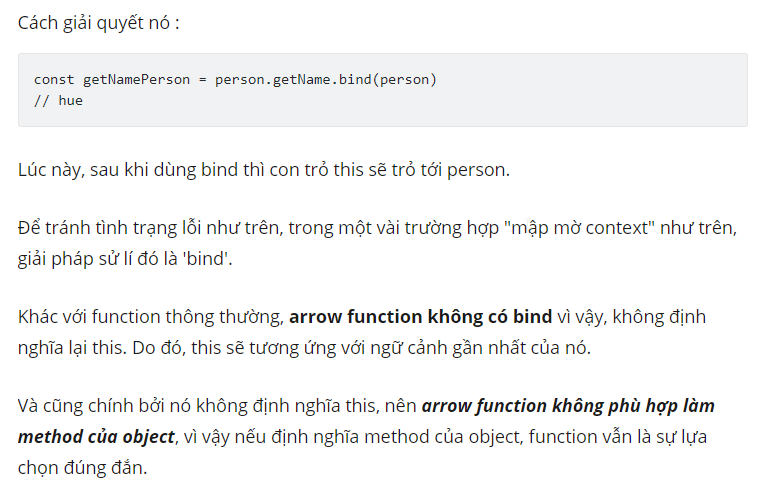 Cách giải quyết nó :
const getNamePerson = person.getName.bind(person)
// hue
Lúc này, sau khi dùng bind thì con trỏ this sẽ trỏ tới person.
Để tránh tình trạng lỗi như trên, trong một vài trường hợp "mập mờ context" như trên,
giải pháp sử lí đó là 'bind'.
Khác với function thông thường, arrow function không có bind vì vậy, không định
nghĩa lại this. Do đó, this sẽ tương ứng với ngữ cảnh gần nhất của nó.
Và cũng chính bởi nó không định nghĩa this, nên arrow function không phù hợp làm
method của object, vì vậy nếu định nghĩa method của object, function vẫn là sự lựa
chọn đúng đắn.